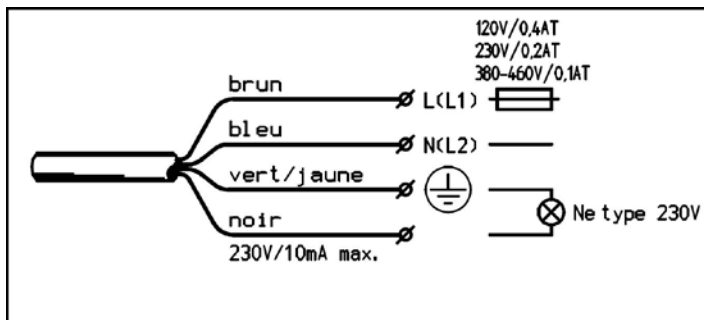 120V/0,4AT
230V/0,2AT
380-460V/0,1AT
brun
L(L1)
bleu
N(L2)
vert/jaune
noir
Ne type 230V
230V/10mA max.